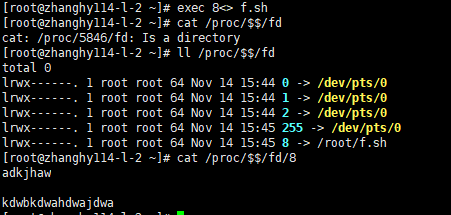 [root@zhanghy114-l-2 ~]# exec 8<> f.sh
[root@zhanghy114-l-2 ~]# cat /proc/$$/fd
cat: /proc/5846/fd: Is a directory
[root@zhanghy114-l-2 ~]# ll /proc/$$/fd
total 0
lrwx------. 1 root root 64 Nov 14 15:44 0 -> /dev/pts/0
lrwx------. 1 root root 64 Nov 14 15:44 1 -> /dev/pts/0
lrwx------. 1 root root 64 Nov 14 15:44 2 -> /dev/pts/0
lrwx------. 1 root root 64 Nov 14 15:45 255 -> /dev/pts/0
lrwx------. 1 root root 64 Nov 14 15:45 8 -> /root/f.sh
[root@zhanghy114-l-2 ~]# cat /proc/$$/fd/8
adkjhaw
kdwbkdwahdwajdwa
[root@zhanghy114-l-2 ~]#